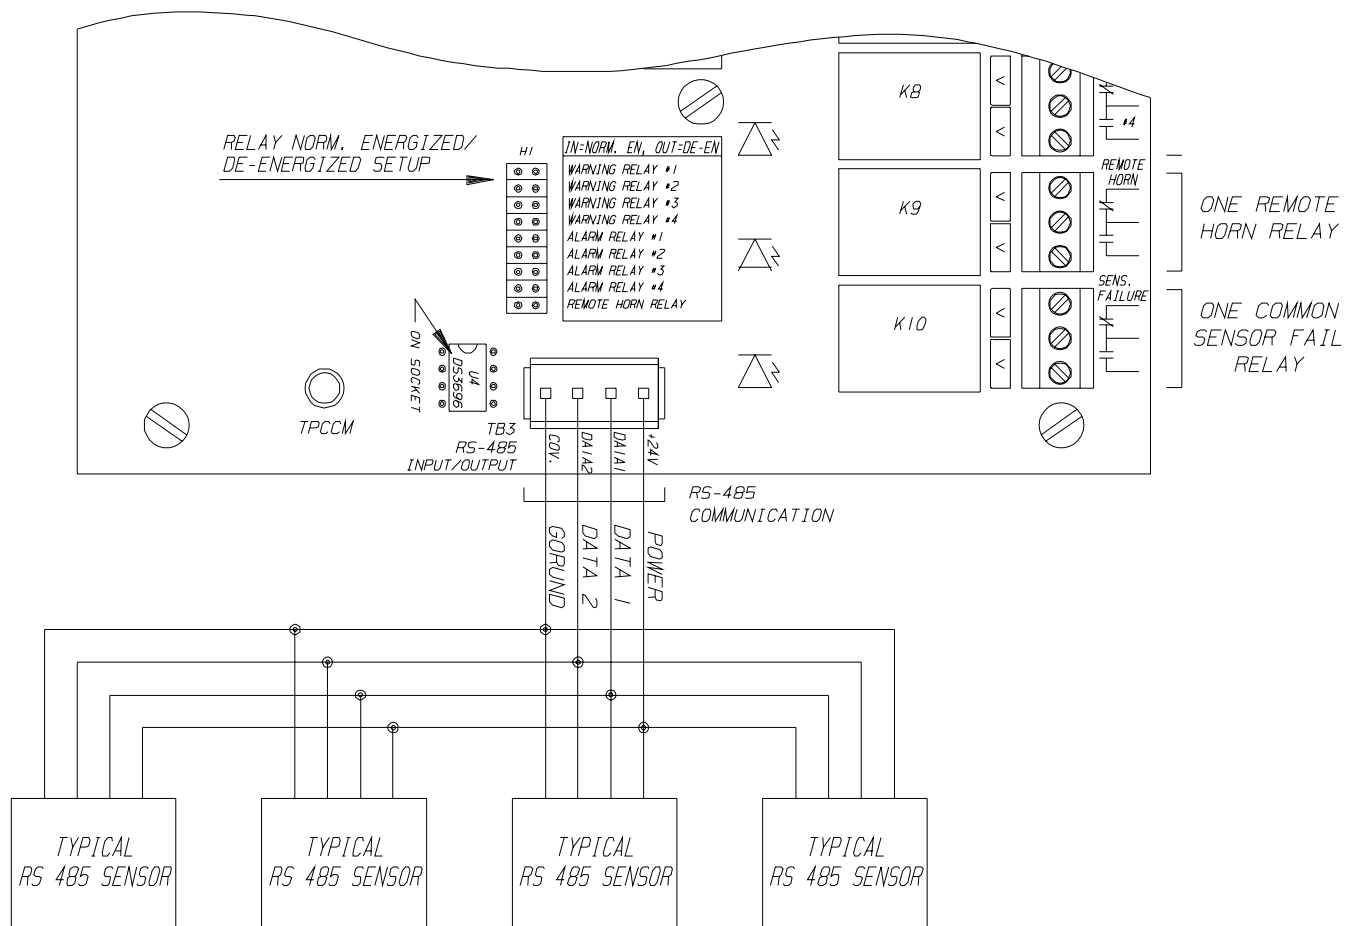 RELAY NORM. ENERGIZED/
DE-ENERGIZED SETUP
H1
IN=NORM. EN, OUT=DE-EN
WARNING RELAY #1
WARNING RELAY #2
WARNING RELAY #3
WARNING RELAY #4
ALARM RELAY #1
ALARM RELAY #2
ALARM RELAY #3
ALARM RELAY #4
REMOTE HORN RELAY
K8
#4
K9
REMOTE
HORN
ONE REMOTE
HORN RELAY
K10
SENS.
FAILURE
ONE COMMON
SENSOR FAIL
RELAY
ON SOCKET
U4
DS3696
TPCCM
TB3
RS-485
INPUT/OUTPUT
COV.
DATA2
DATA1
+24V
RS-485
COMMUNICATION
GORUND
DATA 2
DATA 1
POWER
TYPICAL
RS 485 SENSOR
TYPICAL
RS 485 SENSOR
TYPICAL
RS 485 SENSOR
TYPICAL
RS 485 SENSOR